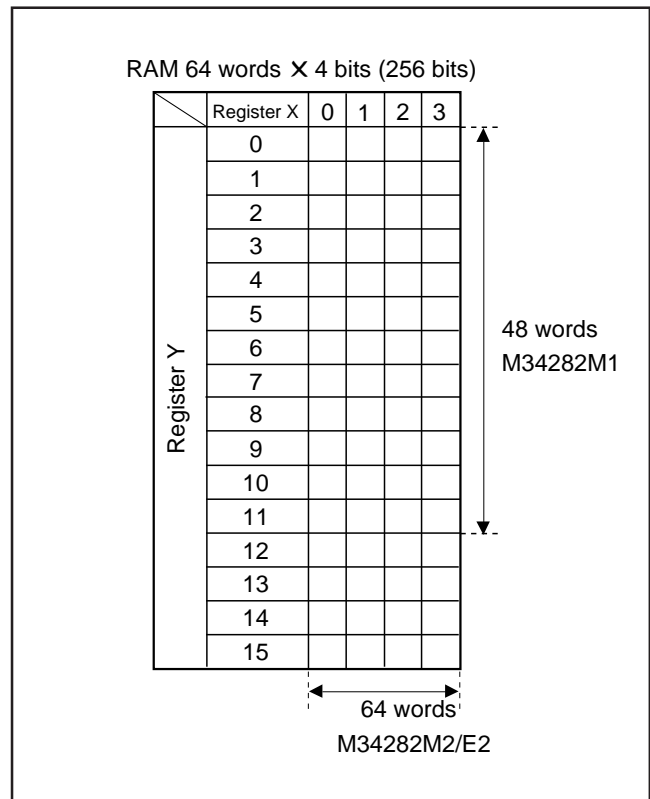 RAM 64 words × 4 bits (256 bits)
Register X 0 1 2 3
Register Y
0
1
2
3
4
5
6
7
8
9
10
11
12
13
14
15
48 words
M34282M1
64 words
M34282M2/E2